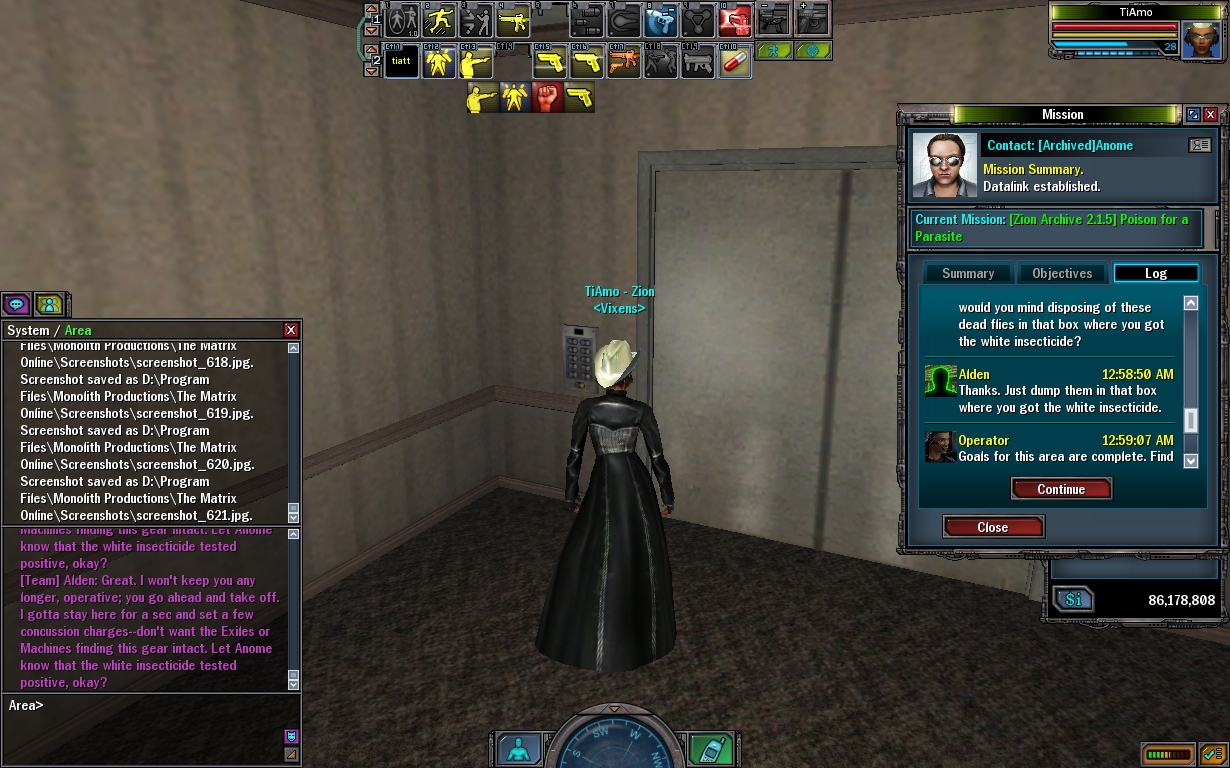 TiAmo
28
1
2
tiatt
Mission
Contact: [Archived]Anome
Mission Summary.
Datalink established.
Current Mission: [Zion Archive 2.1.5] Poison for a
Parasite
Summary
Objectives
Log
would you mind disposing of these
dead flies in that box where you got
the white insecticide?
Alden 12:58:50 AM
Thanks. Just dump them in that box
where you got the white insecticide.
Operator 12:59:07 AM
Goals for this area are complete. Find
Continue
Close
$i 86,178,808
TiAmo - Zion
<Vixens>
System / Area
Files\Monolith Productions\The Matrix
Online\Screenshots\screenshot_618.jpg.
Screenshot saved as D:\Program
Files\Monolith Productions\The Matrix
Online\Screenshots\screenshot_619.jpg.
Screenshot saved as D:\Program
Files\Monolith Productions\The Matrix
Online\Screenshots\screenshot_620.jpg.
Screenshot saved as D:\Program
Files\Monolith Productions\The Matrix
Online\Screenshots\screenshot_621.jpg.
Machines finding this gear intact. Let Anome
know that the white insecticide tested
positive, okay?
[Team] Alden: Great. I won't keep you any
longer, operative; you go ahead and take off.
I gotta stay here for a sec and set a few
concussion charges--don't want the Exiles or
Machines finding this gear intact. Let Anome
know that the white insecticide tested
positive, okay?
Area>
S SW W NW